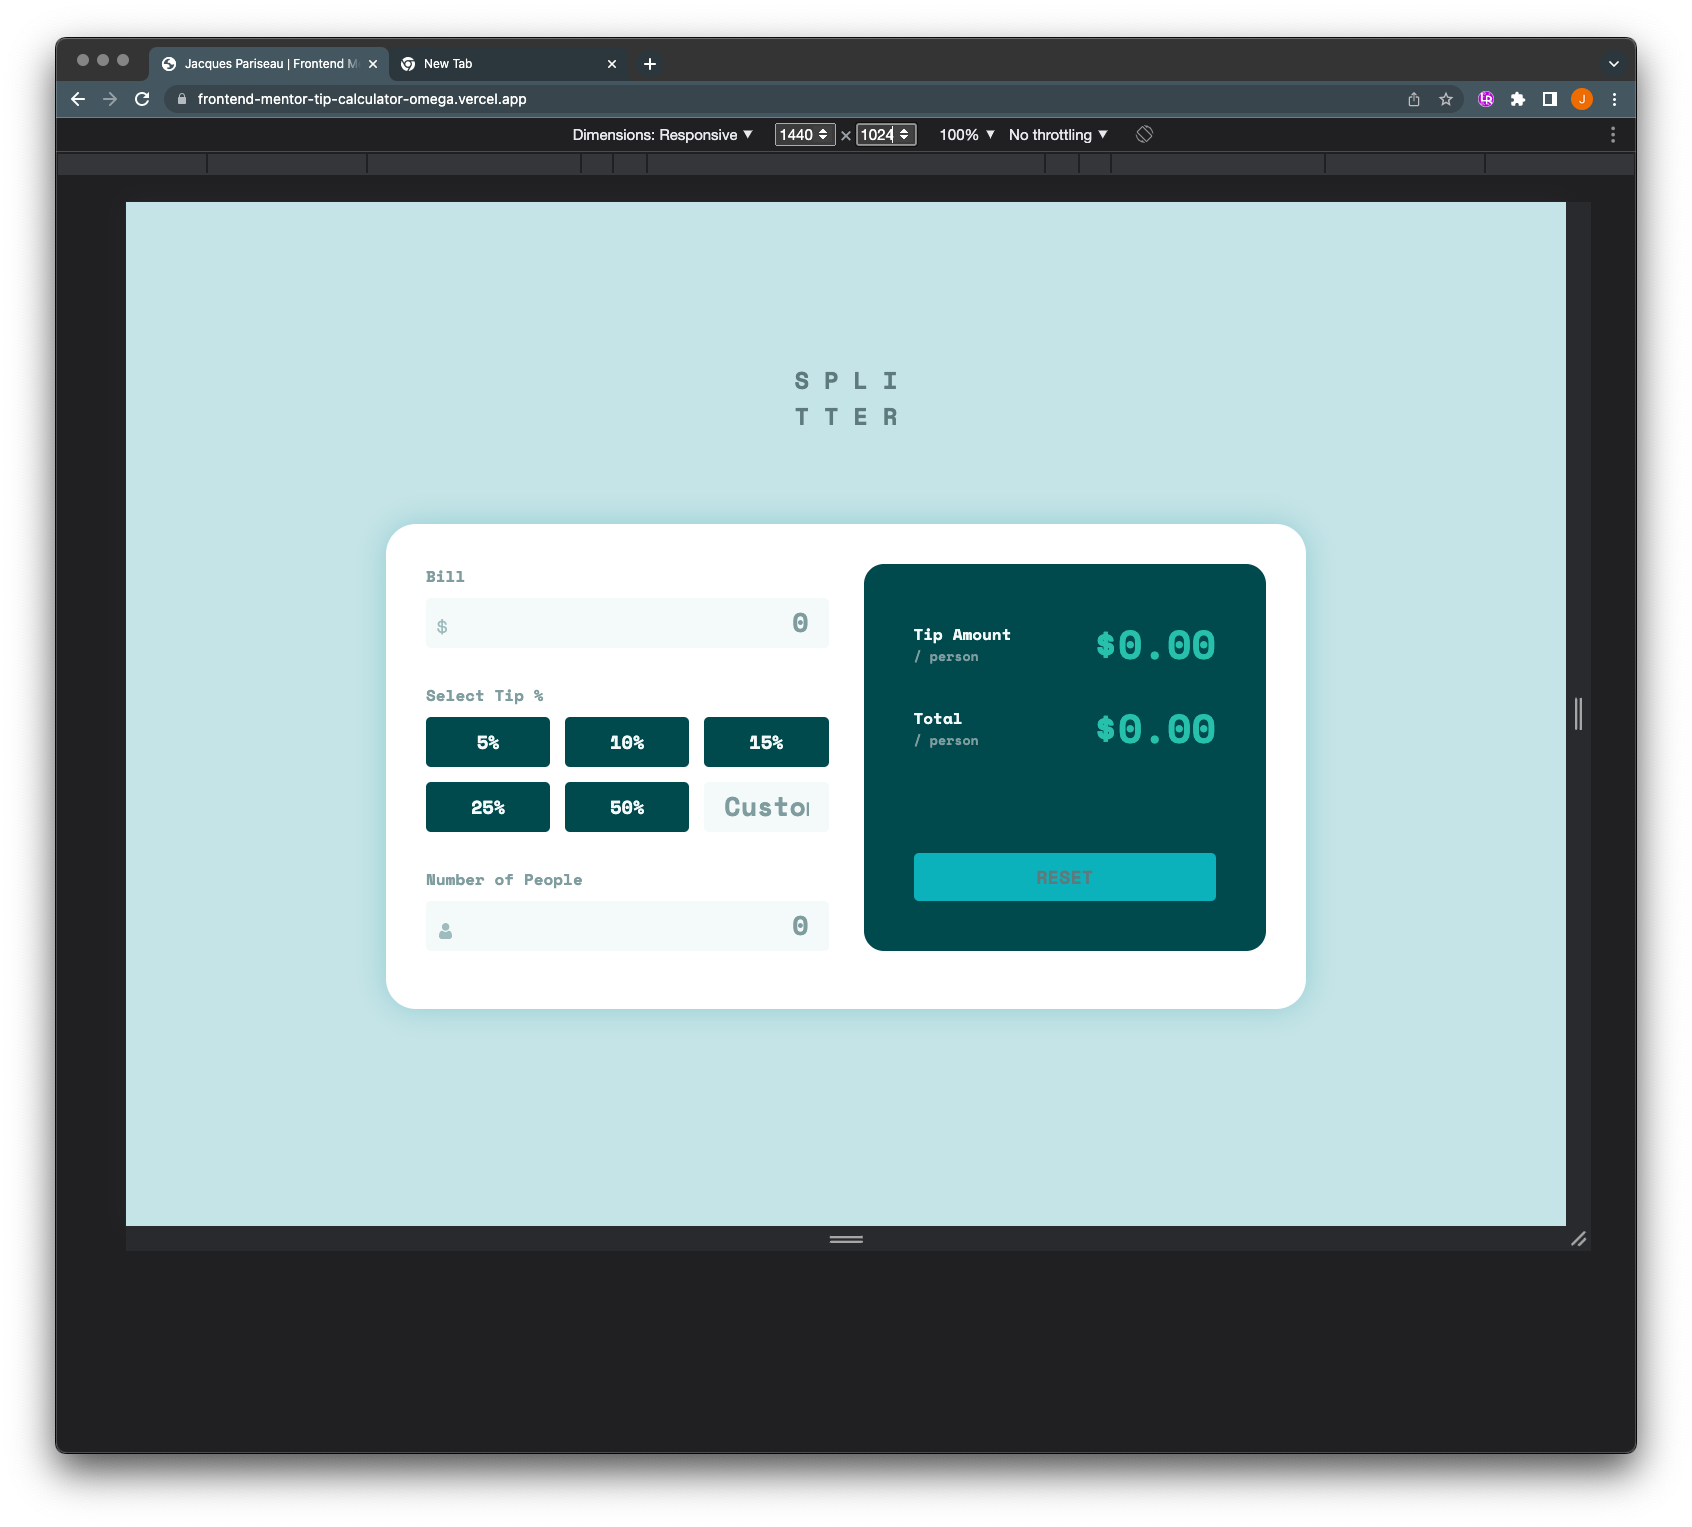 Jacques Pariseau | Frontend M
New Tab
frontend-mentor-tip-calculator-omega.vercel.app
J
Dimensions: Responsive ▼ 1440 × 1024 100% ▼ No throttling ▼
S P L I
T T E R
Bill
$ 0
Select Tip %
5% 10% 15%
25% 50% Custo
Number of People
0
Tip Amount
/ person
$0.00
Total
/ person
$0.00
RESET